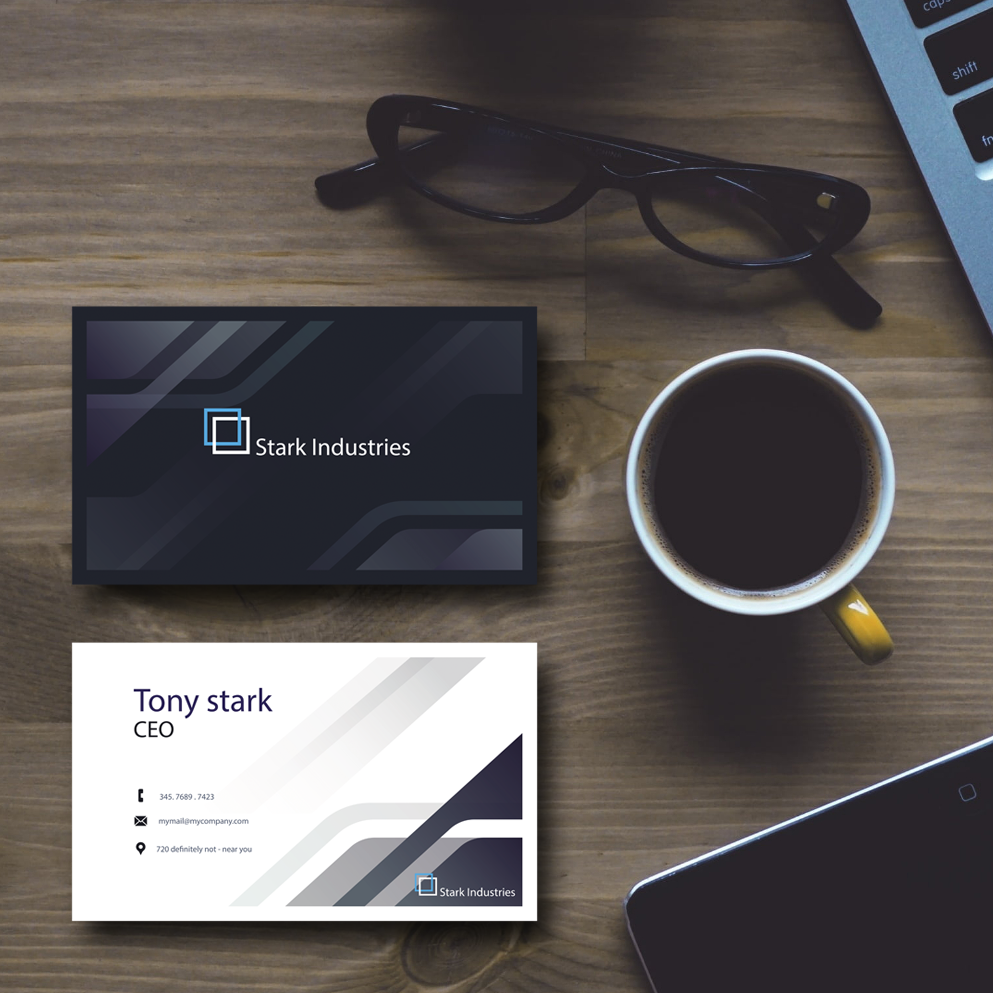 caps
shift
fn
Stark Industries
Tony stark
CEO
345. 7689 . 7423
mymail@mycompany.com
720 definitely not - near you
Stark Industries